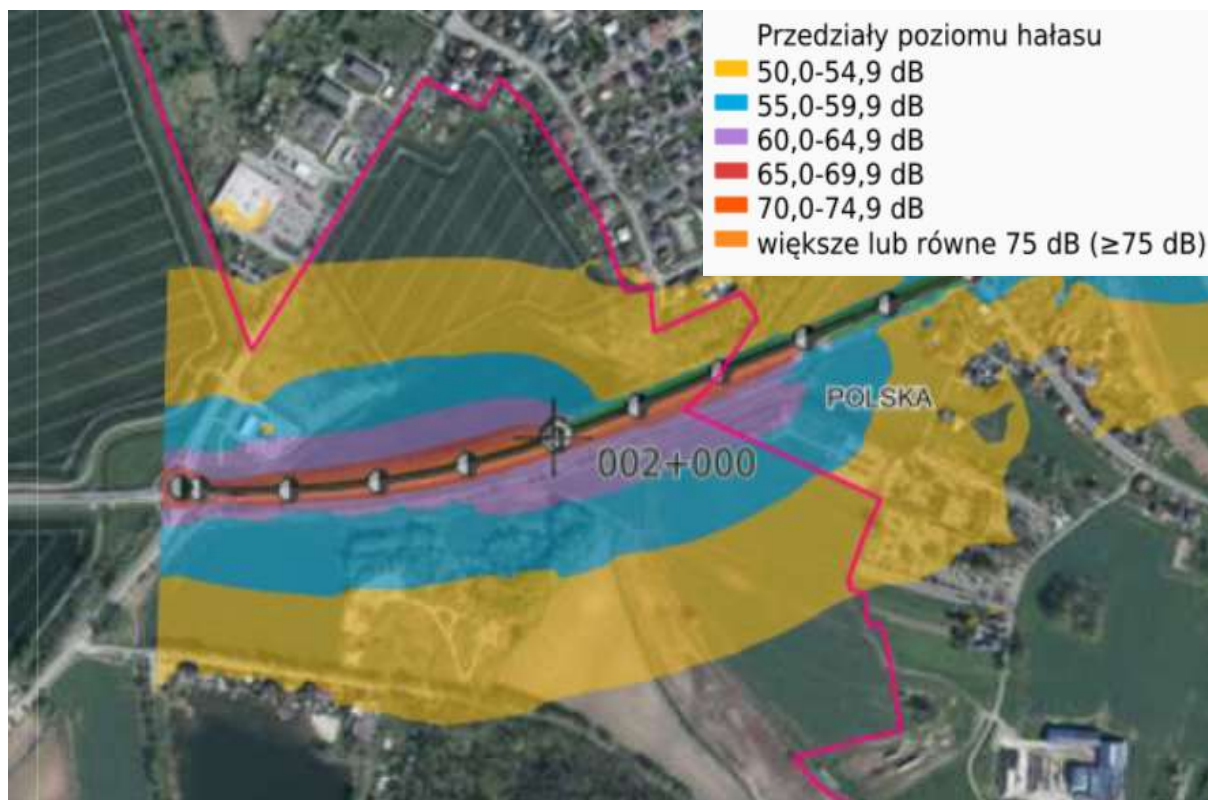 Przedziały poziomu hałasu
50,0-54,9 dB
55,0-59,9 dB
60,0-64,9 dB
65,0-69,9 dB
70,0-74,9 dB
większe lub równe 75 dB (≥75 dB)
POLSKA
002+000